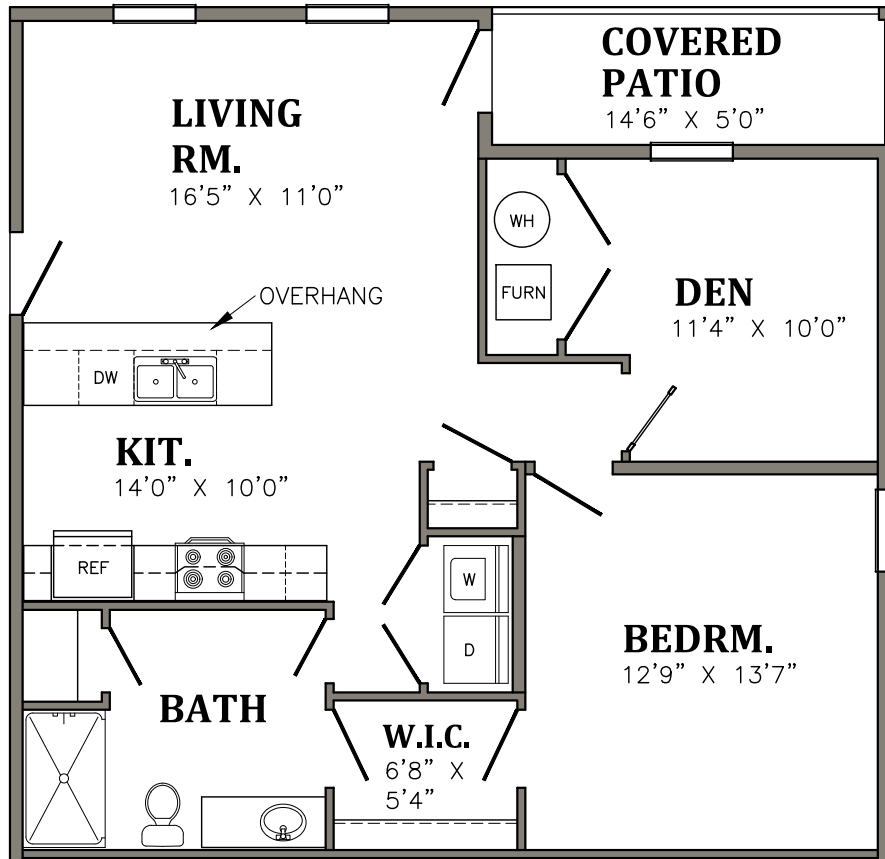 COVERED
PATIO
14’6” X 5’0”
LIVING
RM.
16’5” X 11’0”
WH
FURN
DEN
11’4” X 10’0”
OVERHANG
DW
KIT.
14’0” X 10’0”
REF
W
D
BEDRM.
12’9” X 13’7”
BATH
W.I.C.
6’8” X
5’4”